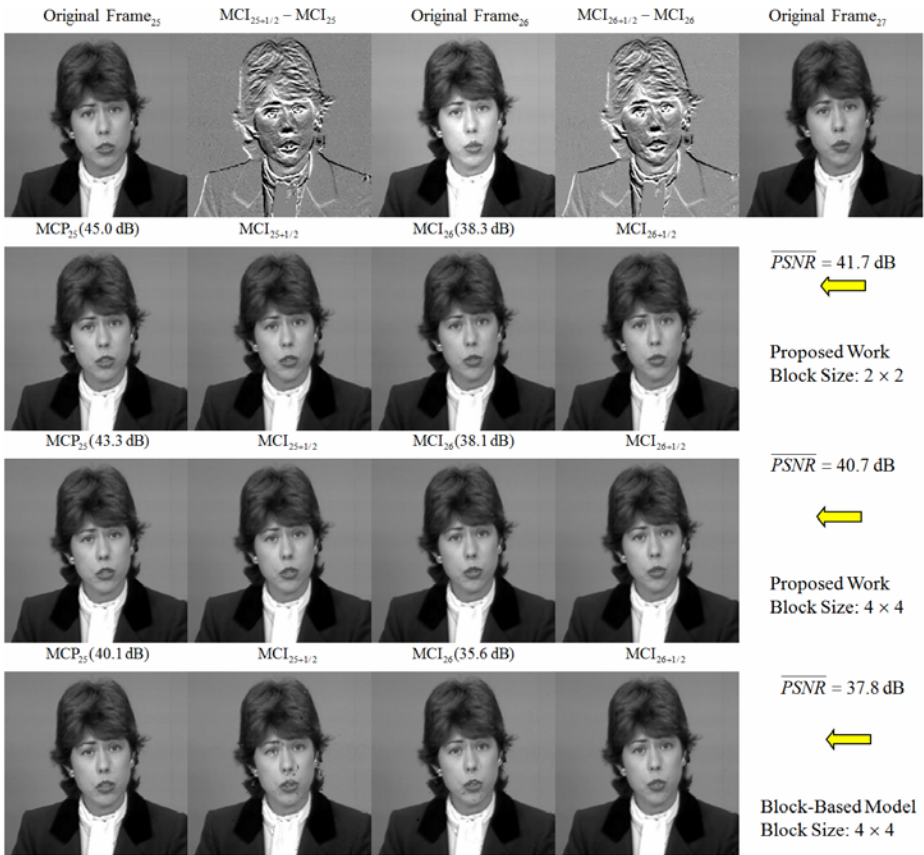 Original Frame₂₅ MCI₂₅₊₁/₂ – MCI₂₅ Original Frame₂₆ MCI₂₆₊₁/₂ – MCI₂₆ Original Frame₂₇
MCP₂₅(45.0 dB) MCI₂₅₊₁/₂ MCI₂₆(38.3 dB) MCI₂₆₊₁/₂
PSNR = 41.7 dB
Proposed Work
Block Size: 2 × 2
MCP₂₅(43.3 dB) MCI₂₅₊₁/₂ MCI₂₆(38.1 dB) MCI₂₆₊₁/₂
PSNR = 40.7 dB
Proposed Work
Block Size: 4 × 4
MCP₂₅(40.1 dB) MCI₂₅₊₁/₂ MCI₂₆(35.6 dB) MCI₂₆₊₁/₂
PSNR = 37.8 dB
Block-Based Model
Block Size: 4 × 4